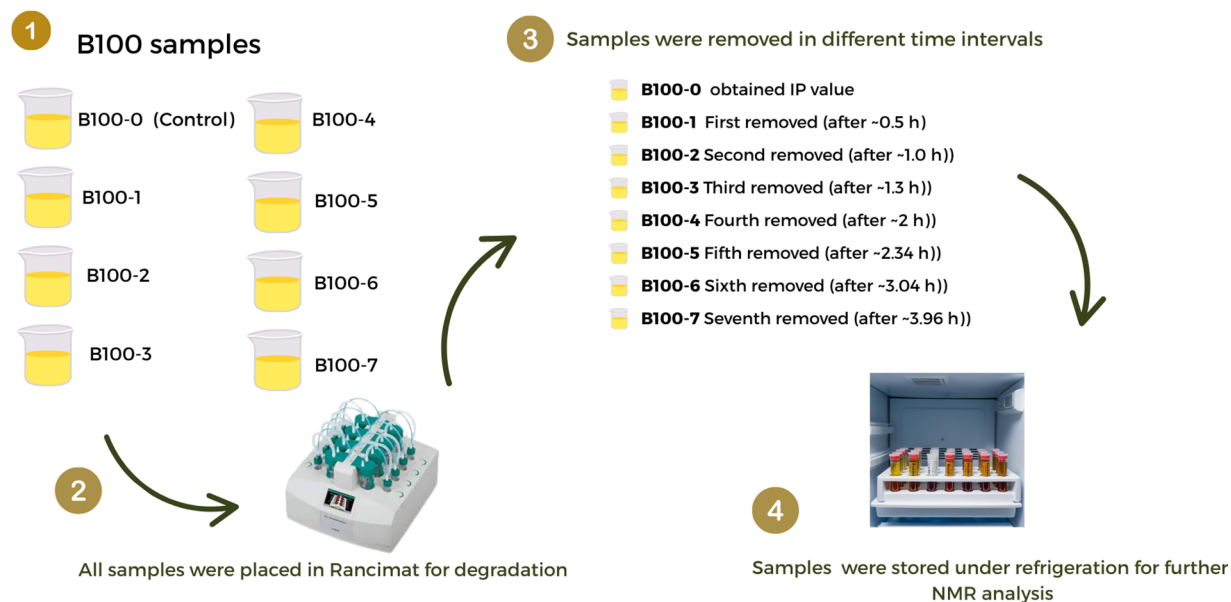 1
B100 samples
B100-0 (Control)
B100-1
B100-2
B100-3
B100-4
B100-5
B100-6
B100-7
2
All samples were placed in Rancimat for degradation
3
Samples were removed in different time intervals
B100-0 obtained IP value
B100-1 First removed (after ~0.5 h)
B100-2 Second removed (after ~1.0 h))
B100-3 Third removed (after ~1.3 h))
B100-4 Fourth removed (after ~2 h))
B100-5 Fifth removed (after ~2.34 h))
B100-6 Sixth removed (after ~3.04 h))
B100-7 Seventh removed (after ~3.96 h))
4
Samples were stored under refrigeration for further
NMR analysis